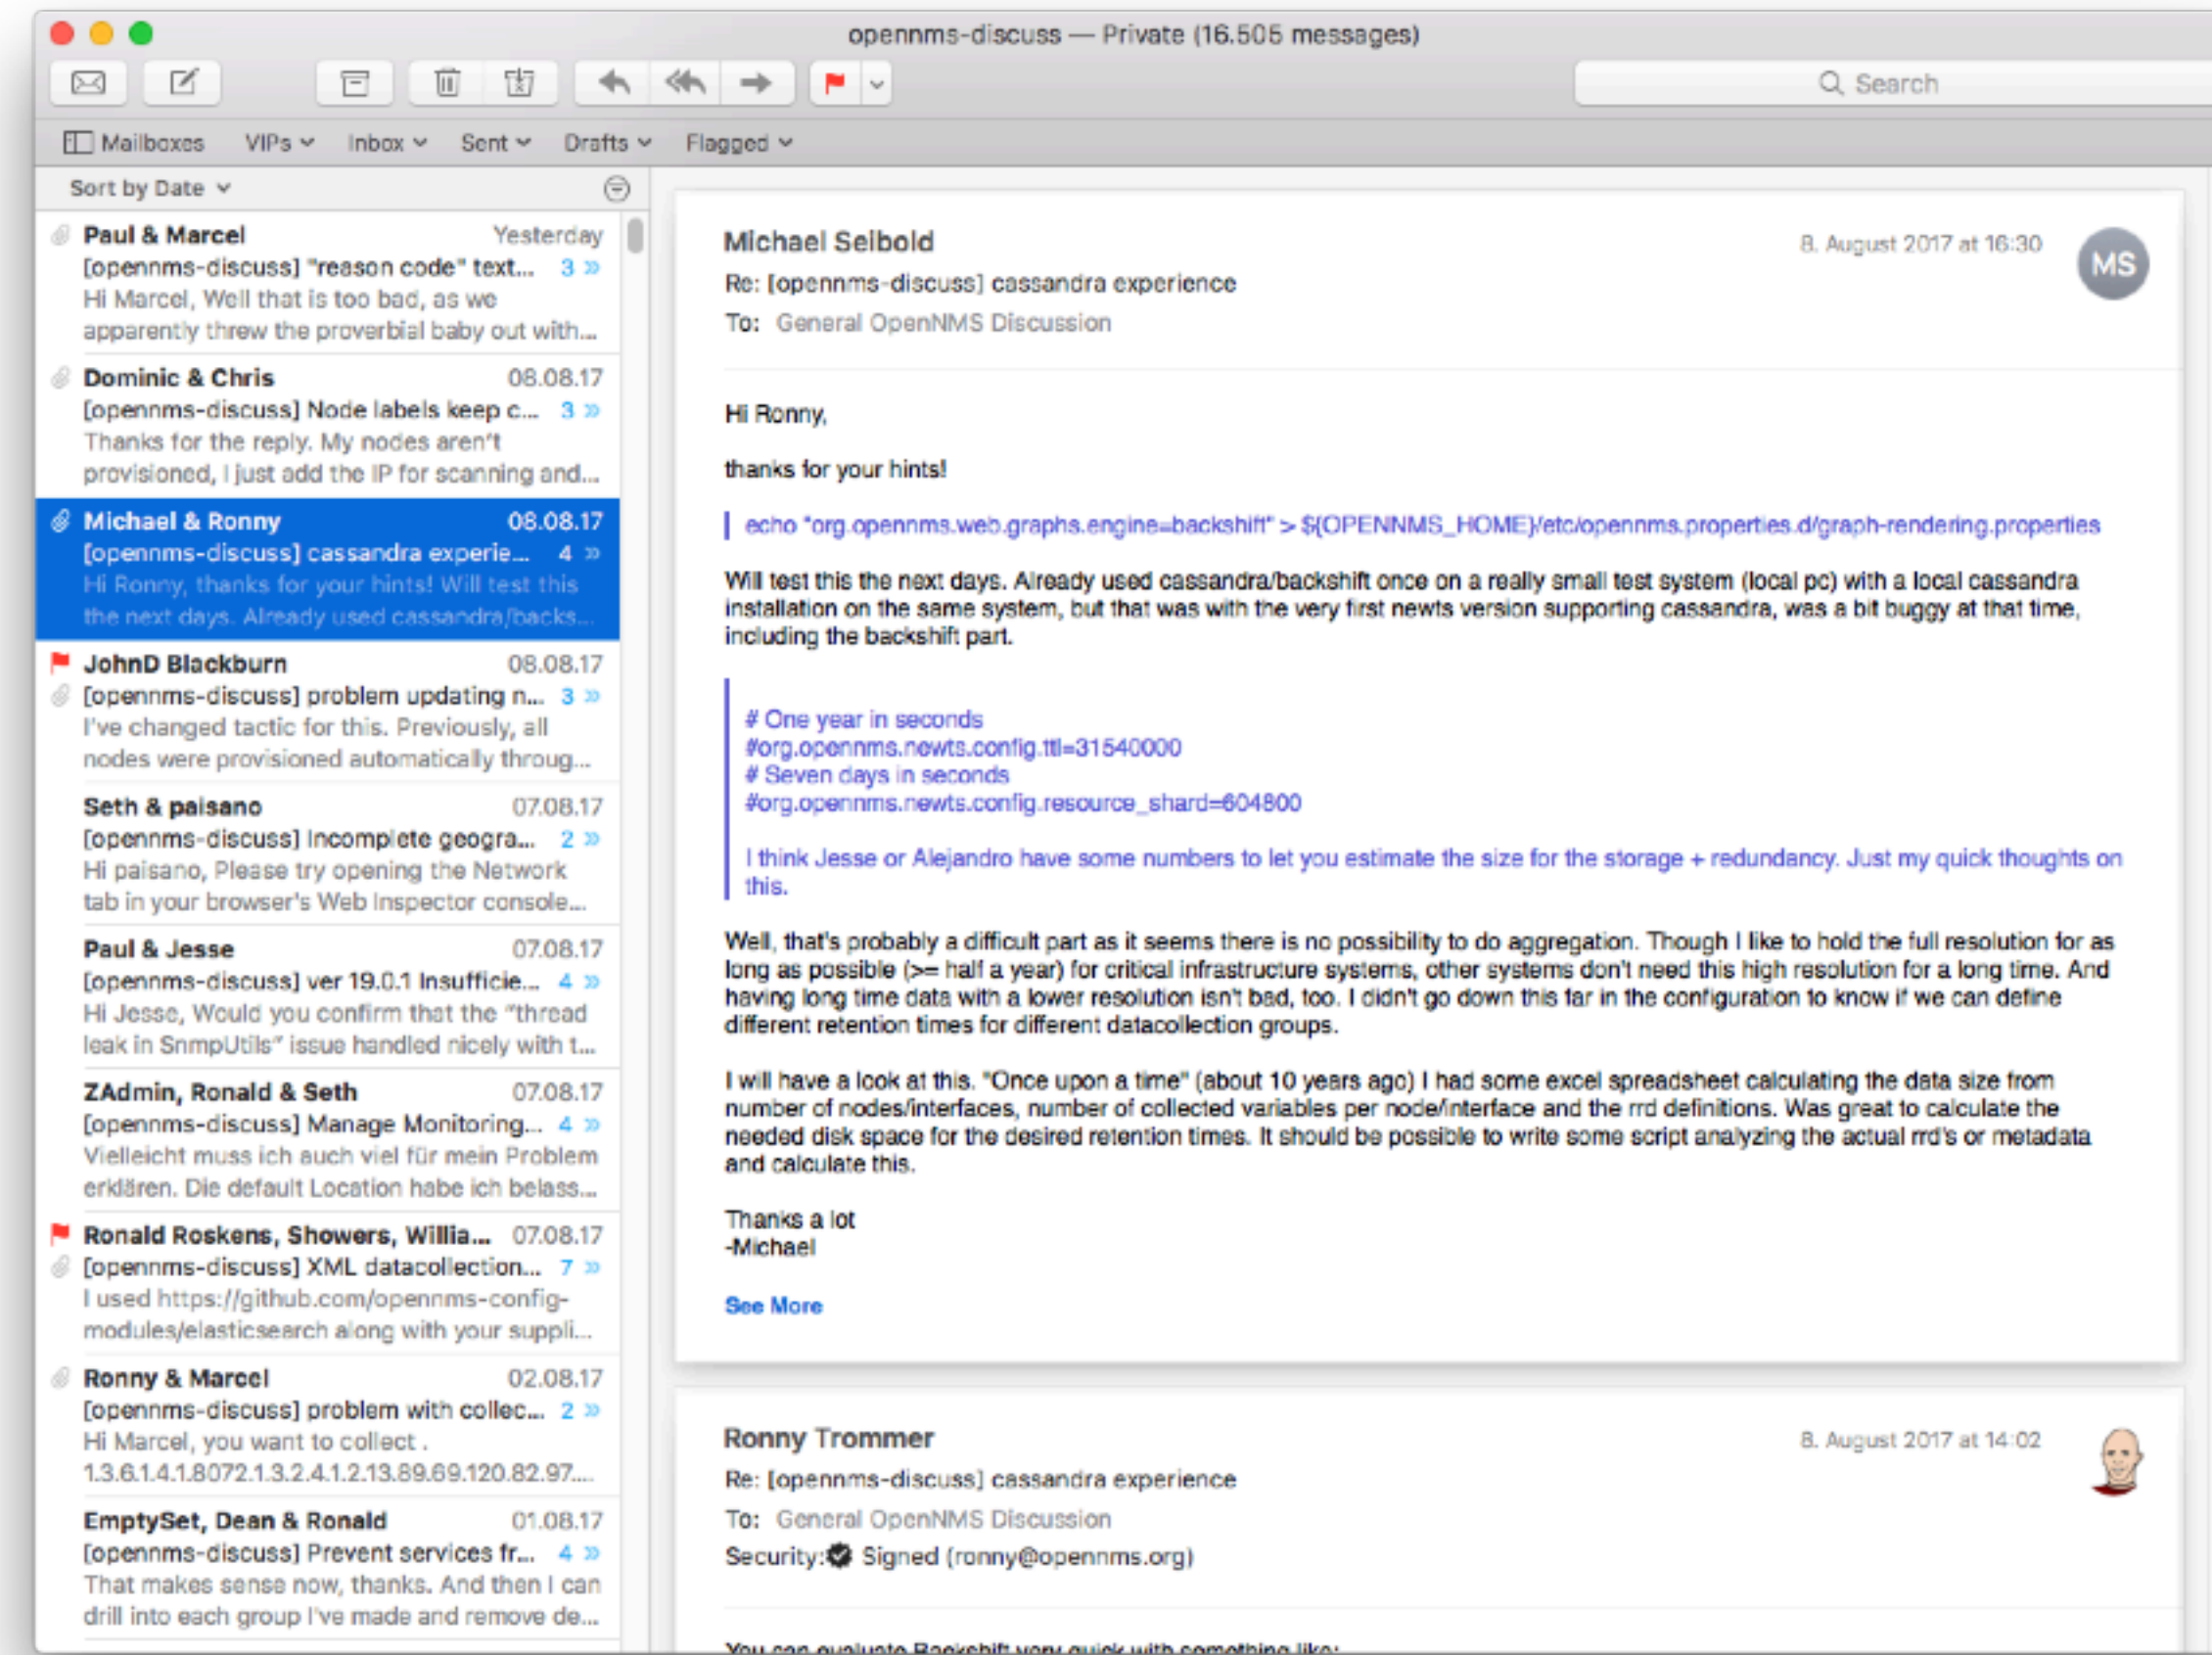 opennms-discuss — Private (16.505 messages)
Search
Mailboxes VIPs Inbox Sent Drafts Flagged
Sort by Date
Paul & Marcel Yesterday
[opennms-discuss] "reason code" text... 3 »
Hi Marcel, Well that is too bad, as we
apparently threw the proverbial baby out with...
Dominic & Chris 08.08.17
[opennms-discuss] Node labels keep c... 3 »
Thanks for the reply. My nodes aren't
provisioned, I just add the IP for scanning and...
Michael & Ronny 08.08.17
[opennms-discuss] cassandra experie... 4 »
Hi Ronny, thanks for your hints! Will test this
the next days. Already used cassandra/backs...
JohnD Blackburn 08.08.17
[opennms-discuss] problem updating n... 3 »
I've changed tactic for this. Previously, all
nodes were provisioned automatically throug...
Seth & paisano 07.08.17
[opennms-discuss] Incomplete geogra... 2 »
Hi paisano, Please try opening the Network
tab in your browser's Web Inspector console...
Paul & Jesse 07.08.17
[opennms-discuss] ver 19.0.1 Insufficie... 4 »
Hi Jesse, Would you confirm that the "thread
leak in SnmpUtils" issue handled nicely with t...
ZAdmin, Ronald & Seth 07.08.17
[opennms-discuss] Manage Monitoring... 4 »
Vielleicht muss ich auch viel für mein Problem
erklären. Die default Location habe ich belass...
Ronald Roskens, Showers, Willia... 07.08.17
[opennms-discuss] XML datacollection... 7 »
I used https://github.com/opennms-config-
modules/elasticsearch along with your suppli...
Ronny & Marcel 02.08.17
[opennms-discuss] problem with collec... 2 »
Hi Marcel, you want to collect .
1.3.6.1.4.1.8072.1.3.2.4.1.2.13.89.69.120.82.97....
EmptySet, Dean & Ronald 01.08.17
[opennms-discuss] Prevent services fr... 4 »
That makes sense now, thanks. And then I can
drill into each group I've made and remove de...
Michael Seibold 8. August 2017 at 16:30 MS
Re: [opennms-discuss] cassandra experience
To: General OpenNMS Discussion
Hi Ronny,
thanks for your hints!
echo "org.opennms.web.graphs.engine=backshift" > ${OPENNMS_HOME}/etc/opennms.properties.d/graph-rendering.properties
Will test this the next days. Already used cassandra/backshift once on a really small test system (local pc) with a local cassandra
installation on the same system, but that was with the very first newts version supporting cassandra, was a bit buggy at that time,
including the backshift part.
# One year in seconds
#org.opennms.newts.config.ttl=31540000
# Seven days in seconds
#org.opennms.newts.config.resource_shard=604800
I think Jesse or Alejandro have some numbers to let you estimate the size for the storage + redundancy. Just my quick thoughts on
this.
Well, that's probably a difficult part as it seems there is no possibility to do aggregation. Though I like to hold the full resolution for as
long as possible (>= half a year) for critical infrastructure systems, other systems don't need this high resolution for a long time. And
having long time data with a lower resolution isn't bad, too. I didn't go down this far in the configuration to know if we can define
different retention times for different datacollection groups.
I will have a look at this. "Once upon a time" (about 10 years ago) I had some excel spreadsheet calculating the data size from
number of nodes/interfaces, number of collected variables per node/interface and the rrd definitions. Was great to calculate the
needed disk space for the desired retention times. It should be possible to write some script analyzing the actual rrd's or metadata
and calculate this.
Thanks a lot
-Michael
See More
Ronny Trommer 8. August 2017 at 14:02
Re: [opennms-discuss] cassandra experience
To: General OpenNMS Discussion
Security: Signed (ronny@opennms.org)
You can evaluate Backshift very quick with something like: